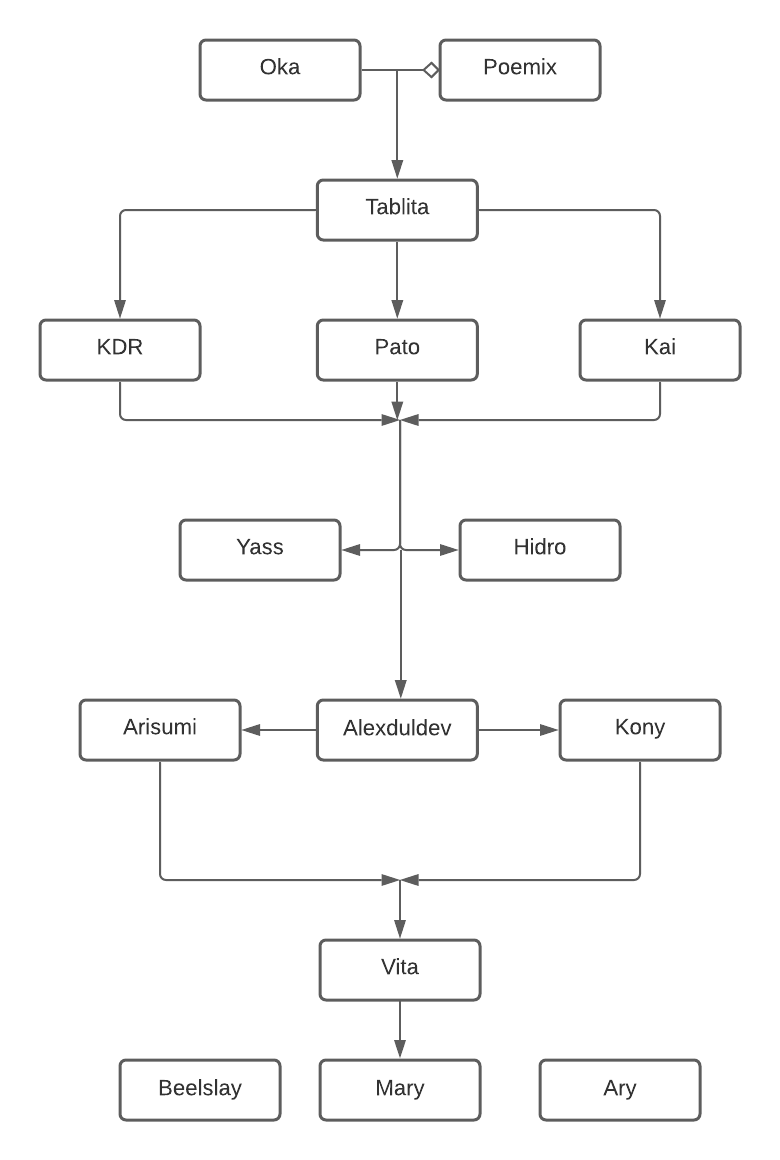 Oka
Poemix
Tablita
KDR
Pato
Kai
Yass
Hidro
Arisumi
Alexduldev
Kony
Vita
Beelslay
Mary
Ary